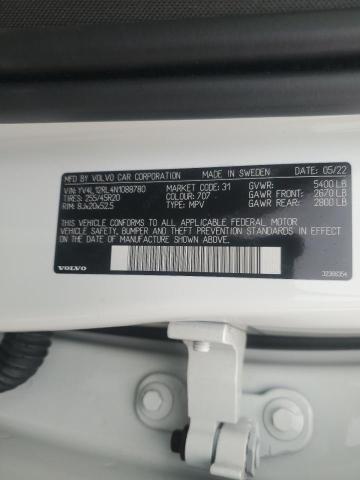 MFD BY VOLVO CAR CORPORATION MADE IN SWEDEN 05/22
VIN: YV4L12RL4N1088780 MARKET CODE: 31 GVWR: 5400 LB
TIRES: 255/45R20 COLOUR: 707 GAWR FRONT: 2670 LB
RIM: 8Jx20x52.5 TYPE: MPV GAWR REAR: 2800 LB
THIS VEHICLE CONFORMS TO ALL APPLICABLE FEDERAL MOTOR
VEHICLE SAFETY, BUMPER AND THEFT PREVENTION STANDARDS IN EFFECT
ON THE DATE OF MANUFACTURE SHOWN ABOVE.
VOLVO 32388354